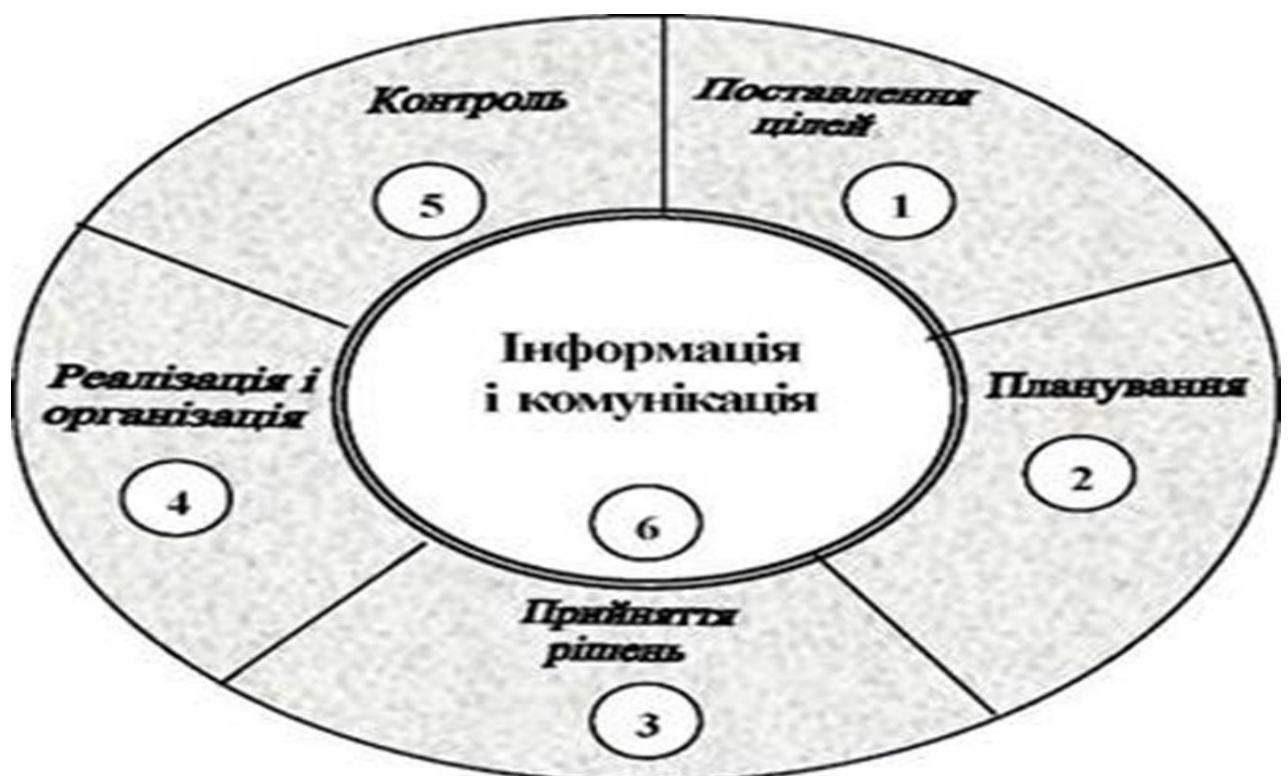 Контроль
5
Поставлення
цілей
1
Інформація
і комунікація
6
Планування
2
Реалізація і
організація
4
Прийняття
рішень
3